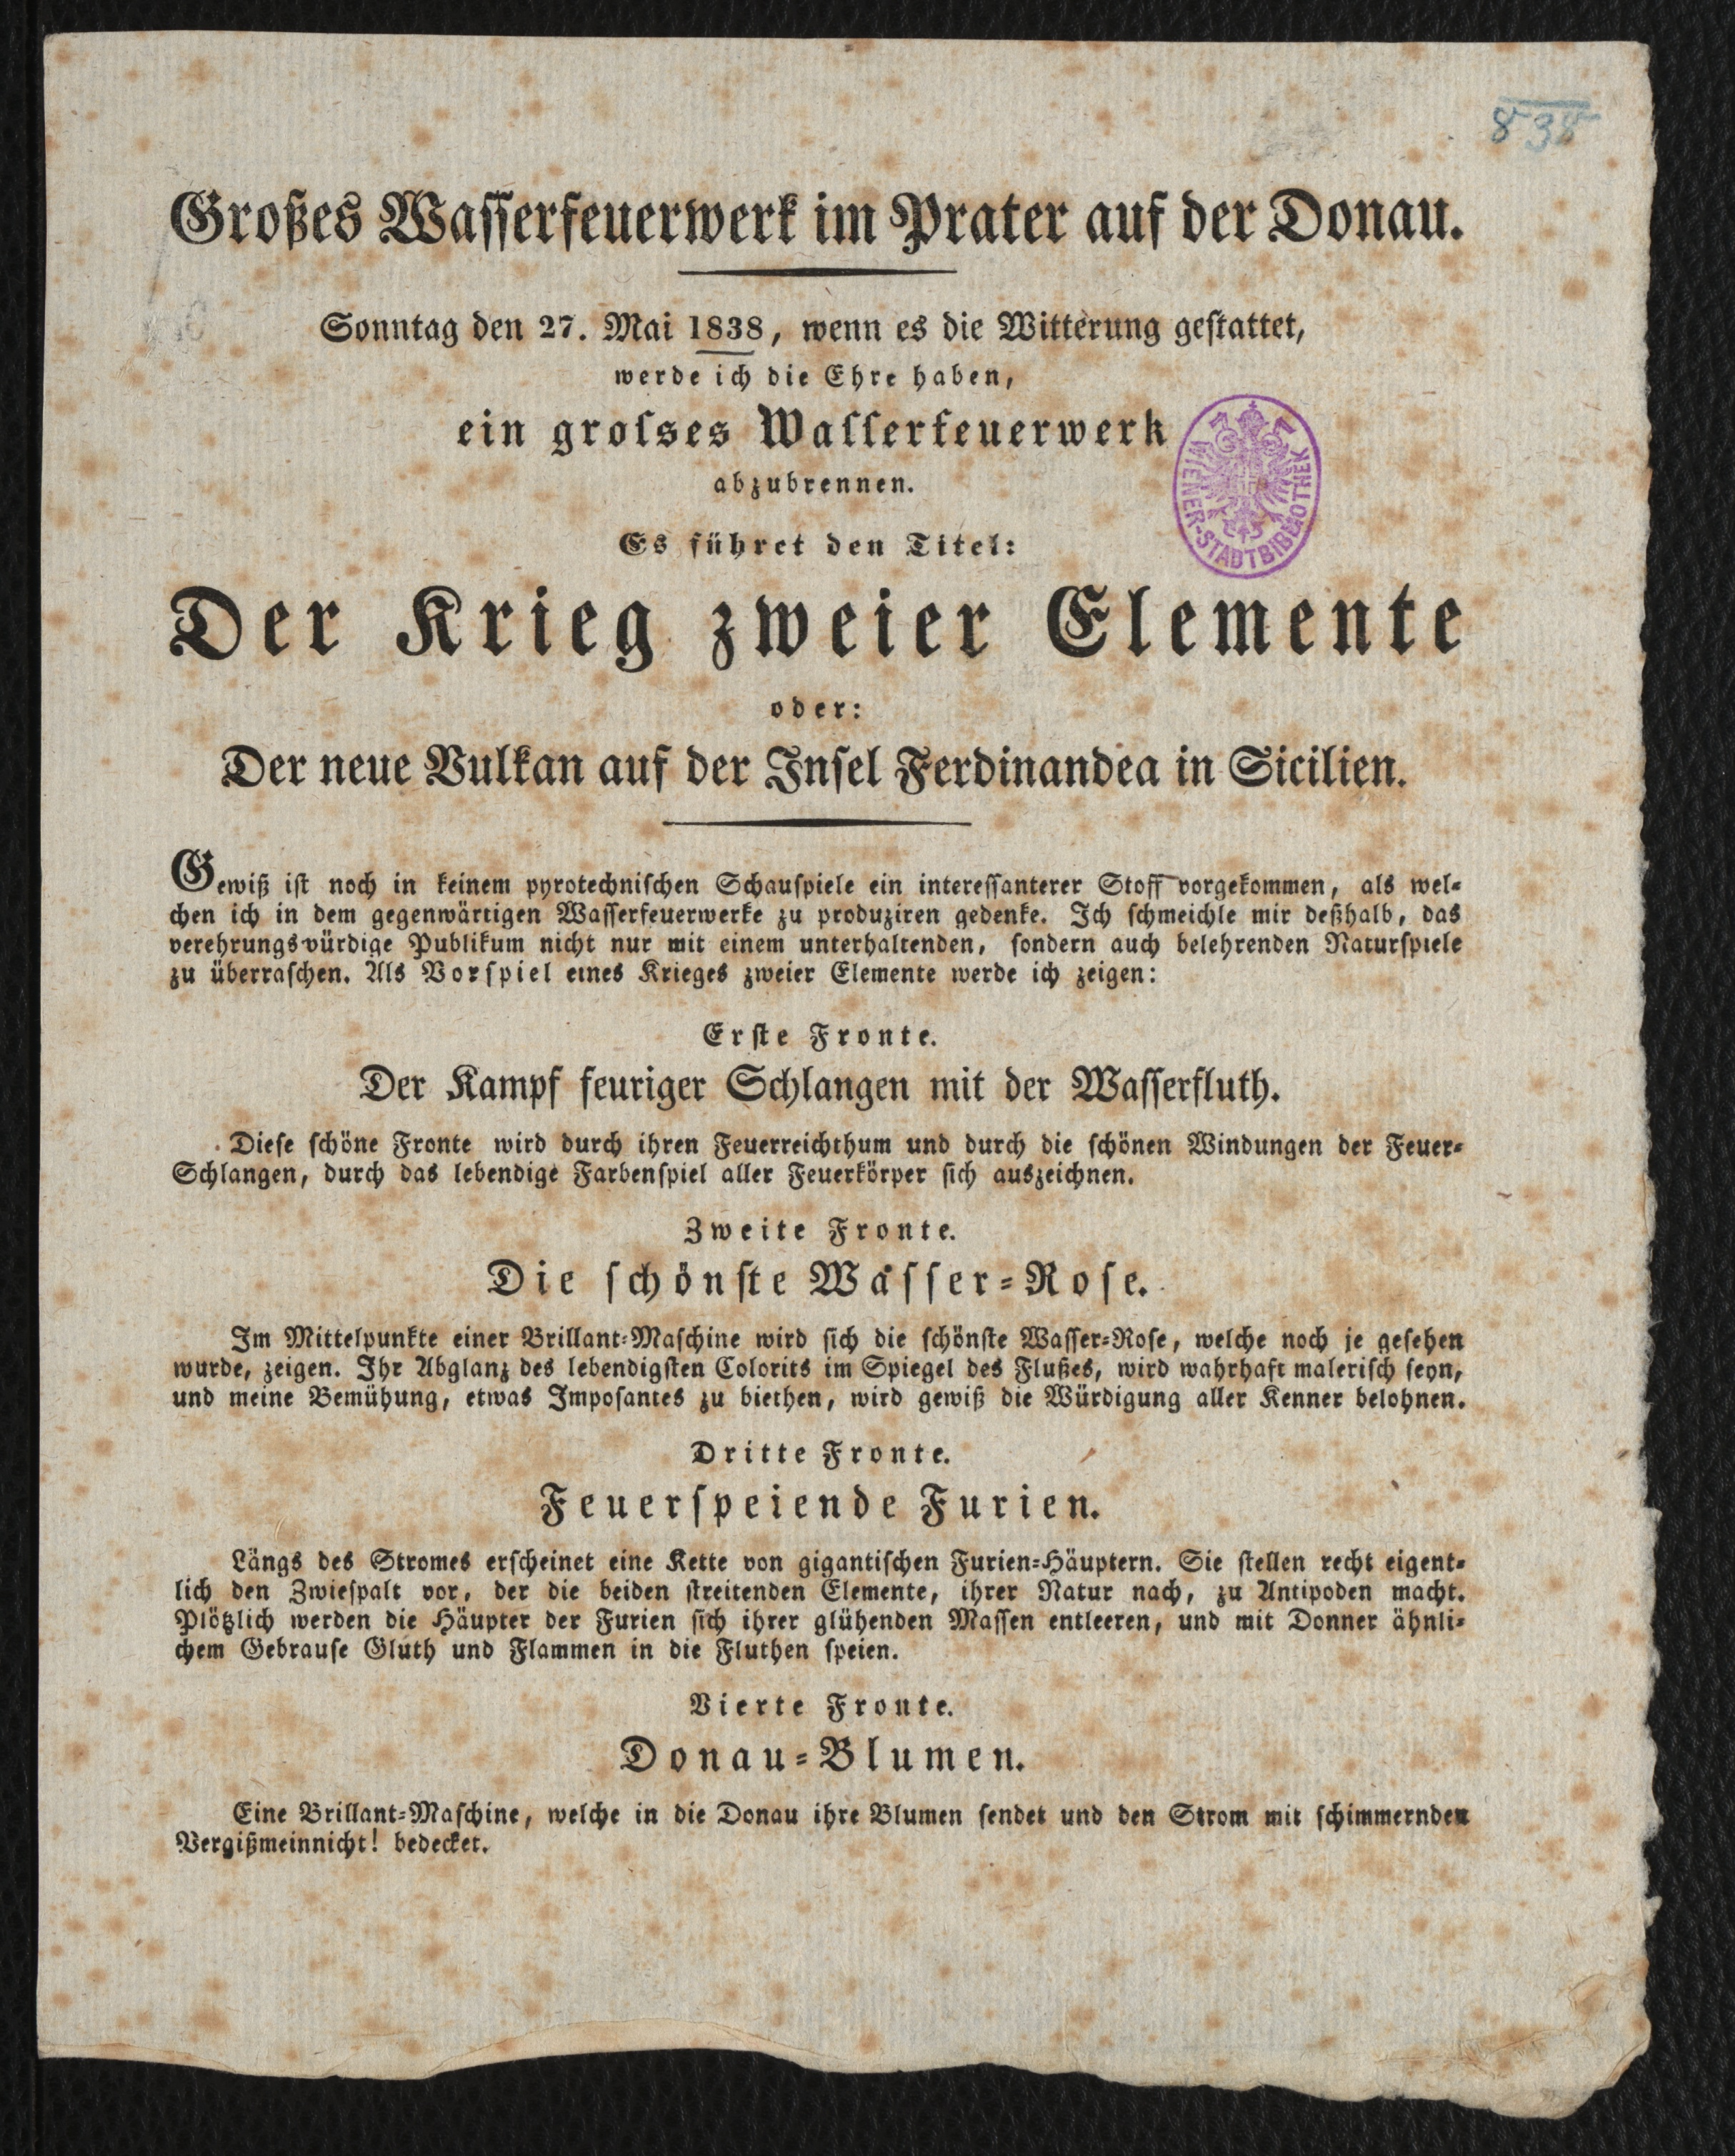 838
Großes Wasserfeuerwerk im Prater auf der Donau.
Sonntag den 27. Mai 1838, wenn es die Witterung gestattet,
werde ich die Ehre haben,
ein grosses Wasserfeuerwerk
abzubrennen.
WIENER-STADTBIBLIOTHEK
Es führet den Titel:
Der Krieg zweier Elemente
oder:
Der neue Vulkan auf der Insel Ferdinandea in Sicilien.
Gewiß ist noch in keinem pyrotechnischen Schauspiele ein interessanterer Stoff vorgekommen, als wel-
chen ich in dem gegenwärtigen Wasserfeuerwerke zu produziren gedenke. Ich schmeichle mir deßhalb, das
verehrungswürdige Publikum nicht nur mit einem unterhaltenden, sondern auch belehrenden Naturspiele
zu überraschen. Als Vorspiel eines Krieges zweier Elemente werde ich zeigen:
Erste Fronte.
Der Kampf feuriger Schlangen mit der Wasserfluth.
Diese schöne Fronte wird durch ihren Feuerreichthum und durch die schönen Windungen der Feuer-
Schlangen, durch das lebendige Farbenspiel aller Feuerkörper sich auszeichnen.
Zweite Fronte.
Die schönste Wasser-Rose.
Im Mittelpunkte einer Brillant-Maschine wird sich die schönste Wasser-Rose, welche noch je gesehen
wurde, zeigen. Ihr Abglanz des lebendigsten Colorits im Spiegel des Flußes, wird wahrhaft malerisch seyn,
und meine Bemühung, etwas Imposantes zu biethen, wird gewiß die Würdigung aller Kenner belohnen.
Dritte Fronte.
Feuerspeiende Furien.
Längs des Stromes erscheinet eine Kette von gigantischen Furien-Häuptern. Sie stellen recht eigent-
lich den Zwiespalt vor, der die beiden streitenden Elemente, ihrer Natur nach, zu Antipoden macht.
Plötzlich werden die Häupter der Furien sich ihrer glühenden Massen entleeren, und mit Donner ähnli-
chem Gebrause Gluth und Flammen in die Fluthen speien.
Vierte Fronte.
Donau-Blumen.
Eine Brillant-Maschine, welche in die Donau ihre Blumen sendet und den Strom mit schimmernden
Vergißmeinnicht! bedecket.